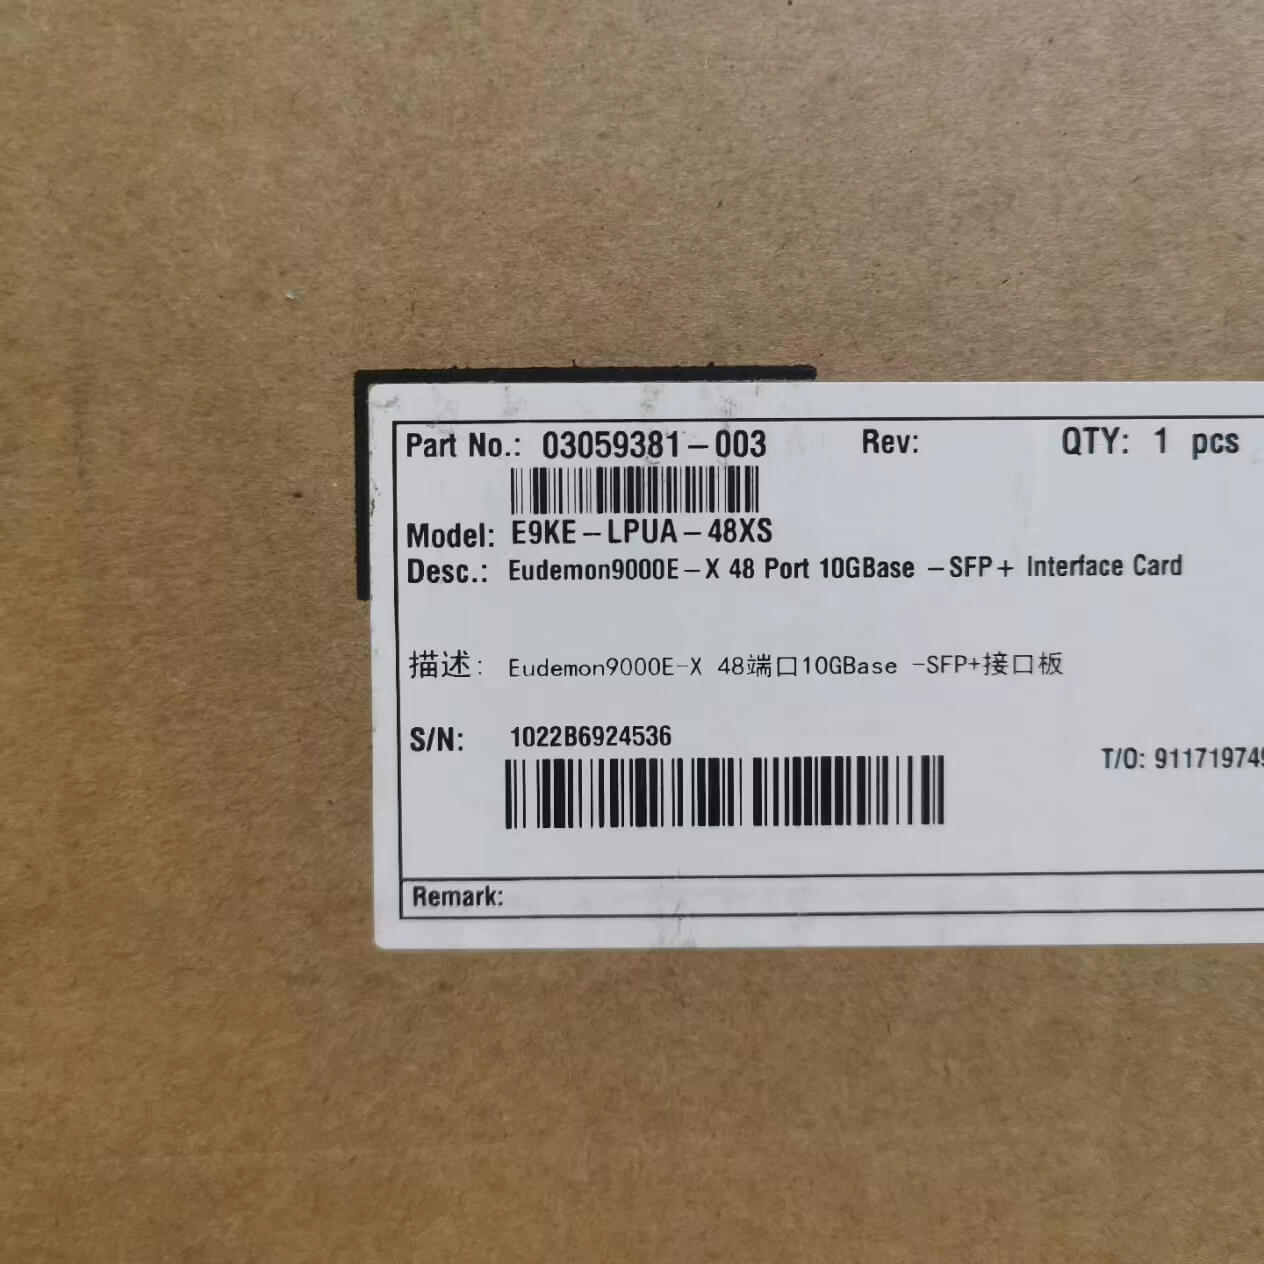 Part No.: 03059381-003 Rev: QTY: 1 pcs
Model: E9KE-LPUA-48XS
Desc.: Eudemon9000E-X 48 Port 10GBase -SFP+ Interface Card
描述: Eudemon9000E-X 48端口10GBase -SFP+接口板
S/N: 1022B6924536
T/O: 91171974
Remark: